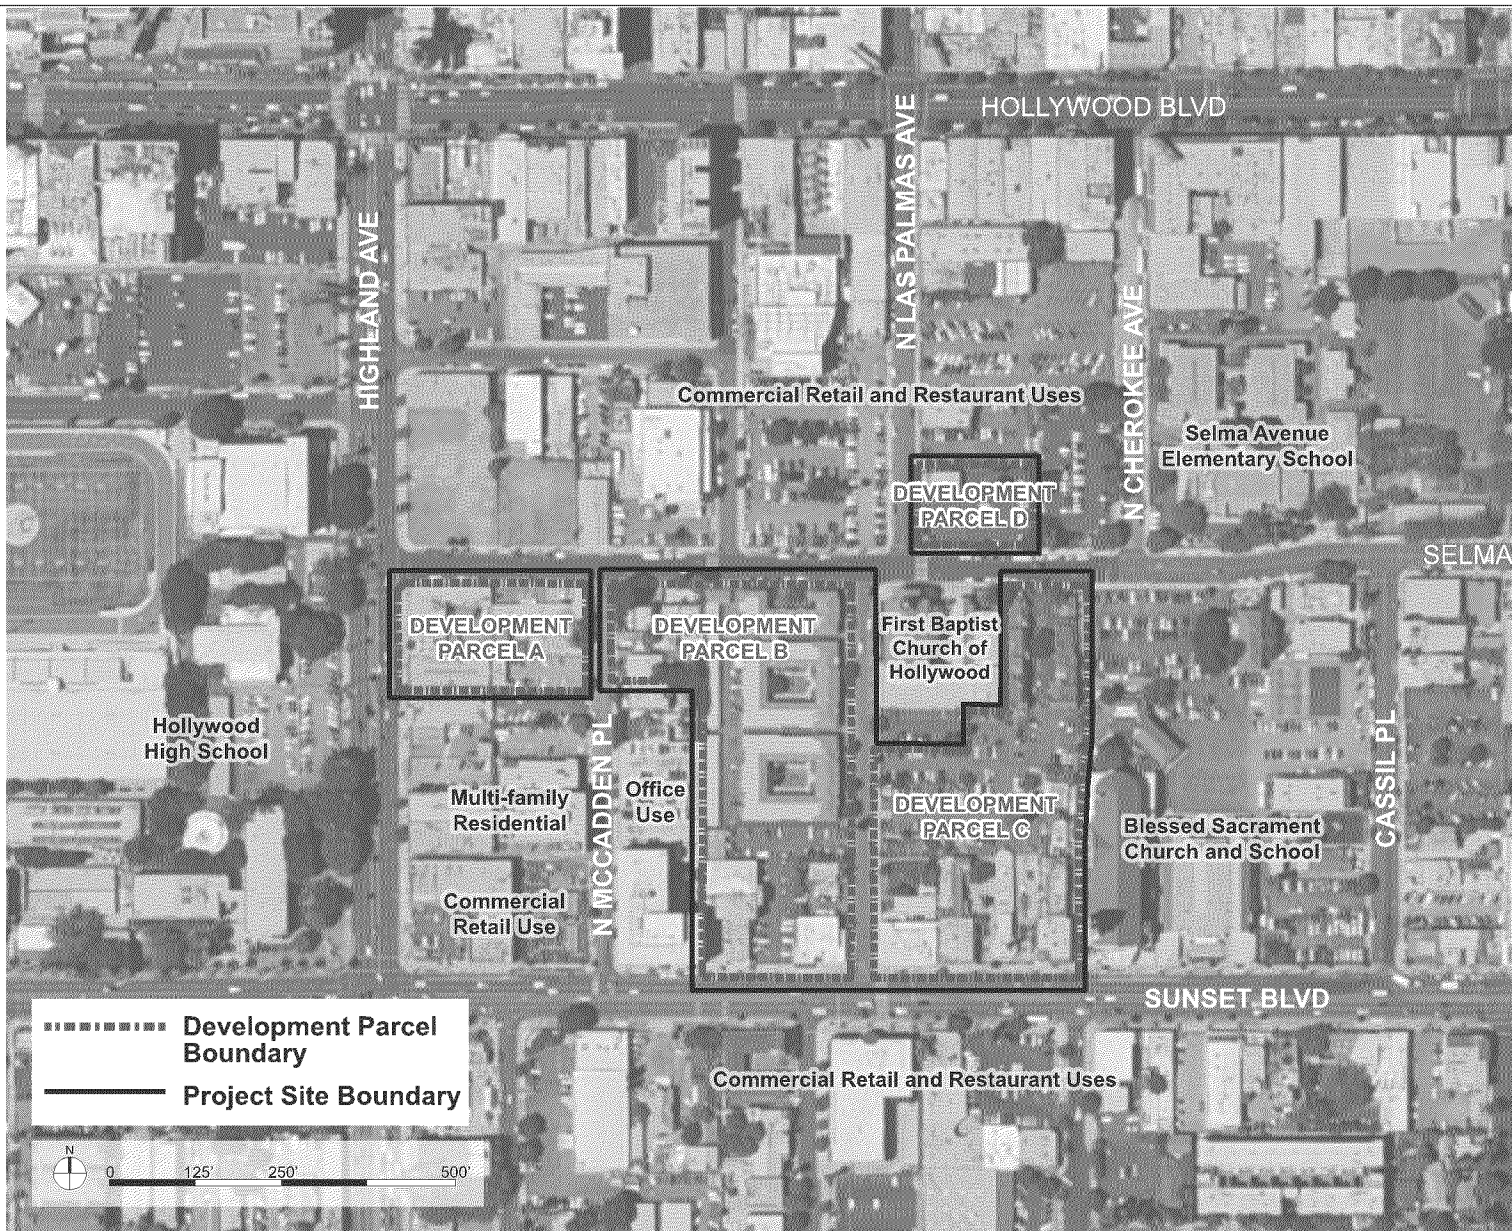 HOLLYWOOD BLVD
N LAS PALMAS AVE
HIGHLAND AVE
N CHEROKEE AVE
Commercial Retail and Restaurant Uses
Selma Avenue
Elementary School
DEVELOPMENT
PARCEL D
SELMA
DEVELOPMENT
PARCEL A
DEVELOPMENT
PARCEL B
First Baptist
Church of
Hollywood
Hollywood
High School
N MCCADDEN PL
CASSIL PL
Multi-family
Residential
Office
Use
DEVELOPMENT
PARCEL C
Blessed Sacrament
Church and School
Commercial
Retail Use
SUNSET BLVD
Development Parcel
Boundary
Project Site Boundary
Commercial Retail and Restaurant Uses
N
0 125' 250' 500'